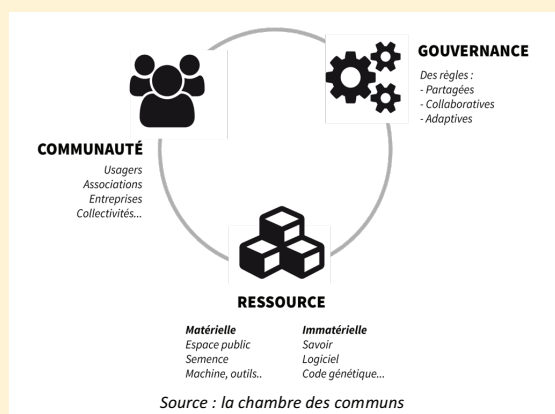 GOUVERNANCE
Des règles :
- Partagées
- Collaboratives
- Adaptives
COMMUNAUTÉ
Usagers
Associations
Entreprises
Collectivités...
RESSOURCE
Matérielle
Espace public
Semence
Machine, outils..
Immatérielle
Savoir
Logiciel
Code génétique...
Source : la chambre des communs